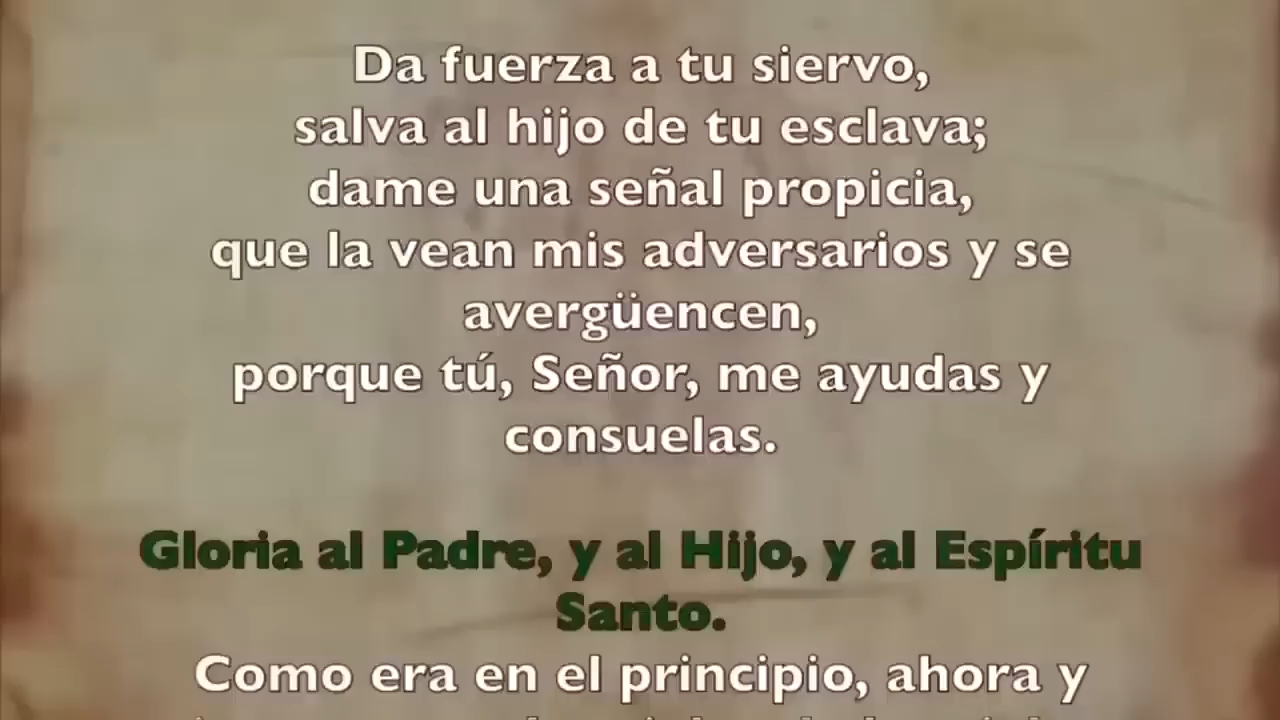 Da fuerza a tu siervo,
salva al hijo de tu esclava;
dame una señal propicia,
que la vean mis adversarios y se
avergüencen,
porque tú, Señor, me ayudas y
consuelas.
Gloria al Padre, y al Hijo, y al Espíritu
Santo.
Como era en el principio, ahora y